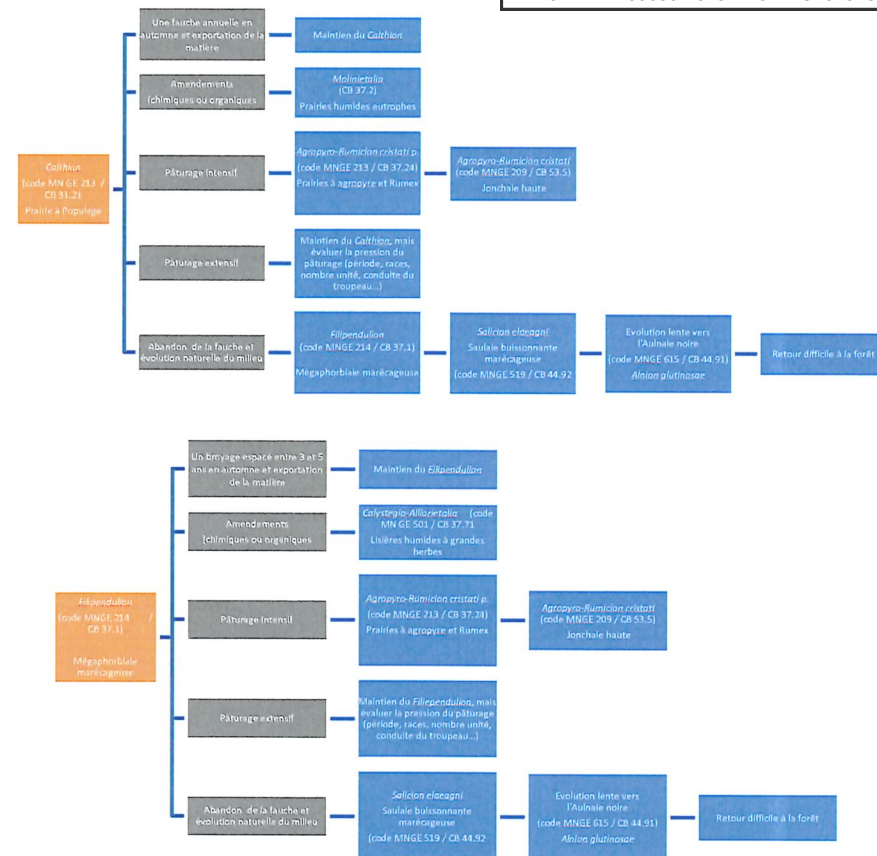 Une fauche annuelle en
automne et exportation de la
matière
Maintien du Calthion
Amendements
(chimiques ou organiques
Molinietalia
(CB 37.2)
Prairies humides eutrophes
Calthion
(code MN GE 213 /
CB 31.21
Prairie à Populage
Pâturage intensif
Agropyro-Rumicion cristati p.
(code MNGE 213 / CB 37.24)
Prairies à agropyre et Rumex
Agropyro-Rumicion cristati
(code MNGE 209 / CB 53.5)
Jonchaie haute
Pâturage extensif
Maintien du Calthion, mais
évaluer la pression du
pâturage (période, races,
nombre unité, conduite du
troupeau...)
Abandon de la fauche et
évolution naturelle du milieu
Filipendulion
(code MNGE 214 / CB 37.1)
Mégaphorbiaie marécageuse
Salicion elaeagni
Saulaie buissonnante
marécageuse
(code MNGE 519 / CB 44.92
Evolution lente vers
l'Aulnaie noire
(code MNGE 615 / CB 44.91)
Alnion glutinosae
Retour difficile à la forêt
Un broyage espacé entre 3 et 5
ans en automne et exportation
de la matière
Maintien du Filipendulion
Amendements
(chimiques ou organiques
Calystegio-Alliarietalia (code
MN GE 501 / CB 37.71
Lisières humides à grandes
herbes
Filipendulion
(code MNGE 214 /
CB 37.1)
Mégaphorbiaie
marécageuse
Pâturage intensif
Agropyro-Rumicion cristati p.
(code MNGE 213 / CB 37.24)
Prairies à agropyre et Rumex
Agropyro-Rumicion cristati
(code MNGE 209 / CB 53.5)
Jonchaie haute
Pâturage extensif
Maintien du Filiependulion, mais
évaluer la pression du pâturage
(période, races, nombre unité,
conduite du troupeau...)
Abandon de la fauche et
évolution naturelle du milieu
Salicion elaeagni
Saulaie buissonnante
marécageuse
(code MNGE 519 / CB 44.92
Evolution lente vers
l'Aulnaie noire
(code MNGE 615 / CB 44.91)
Alnion glutinosae
Retour difficile à la forêt